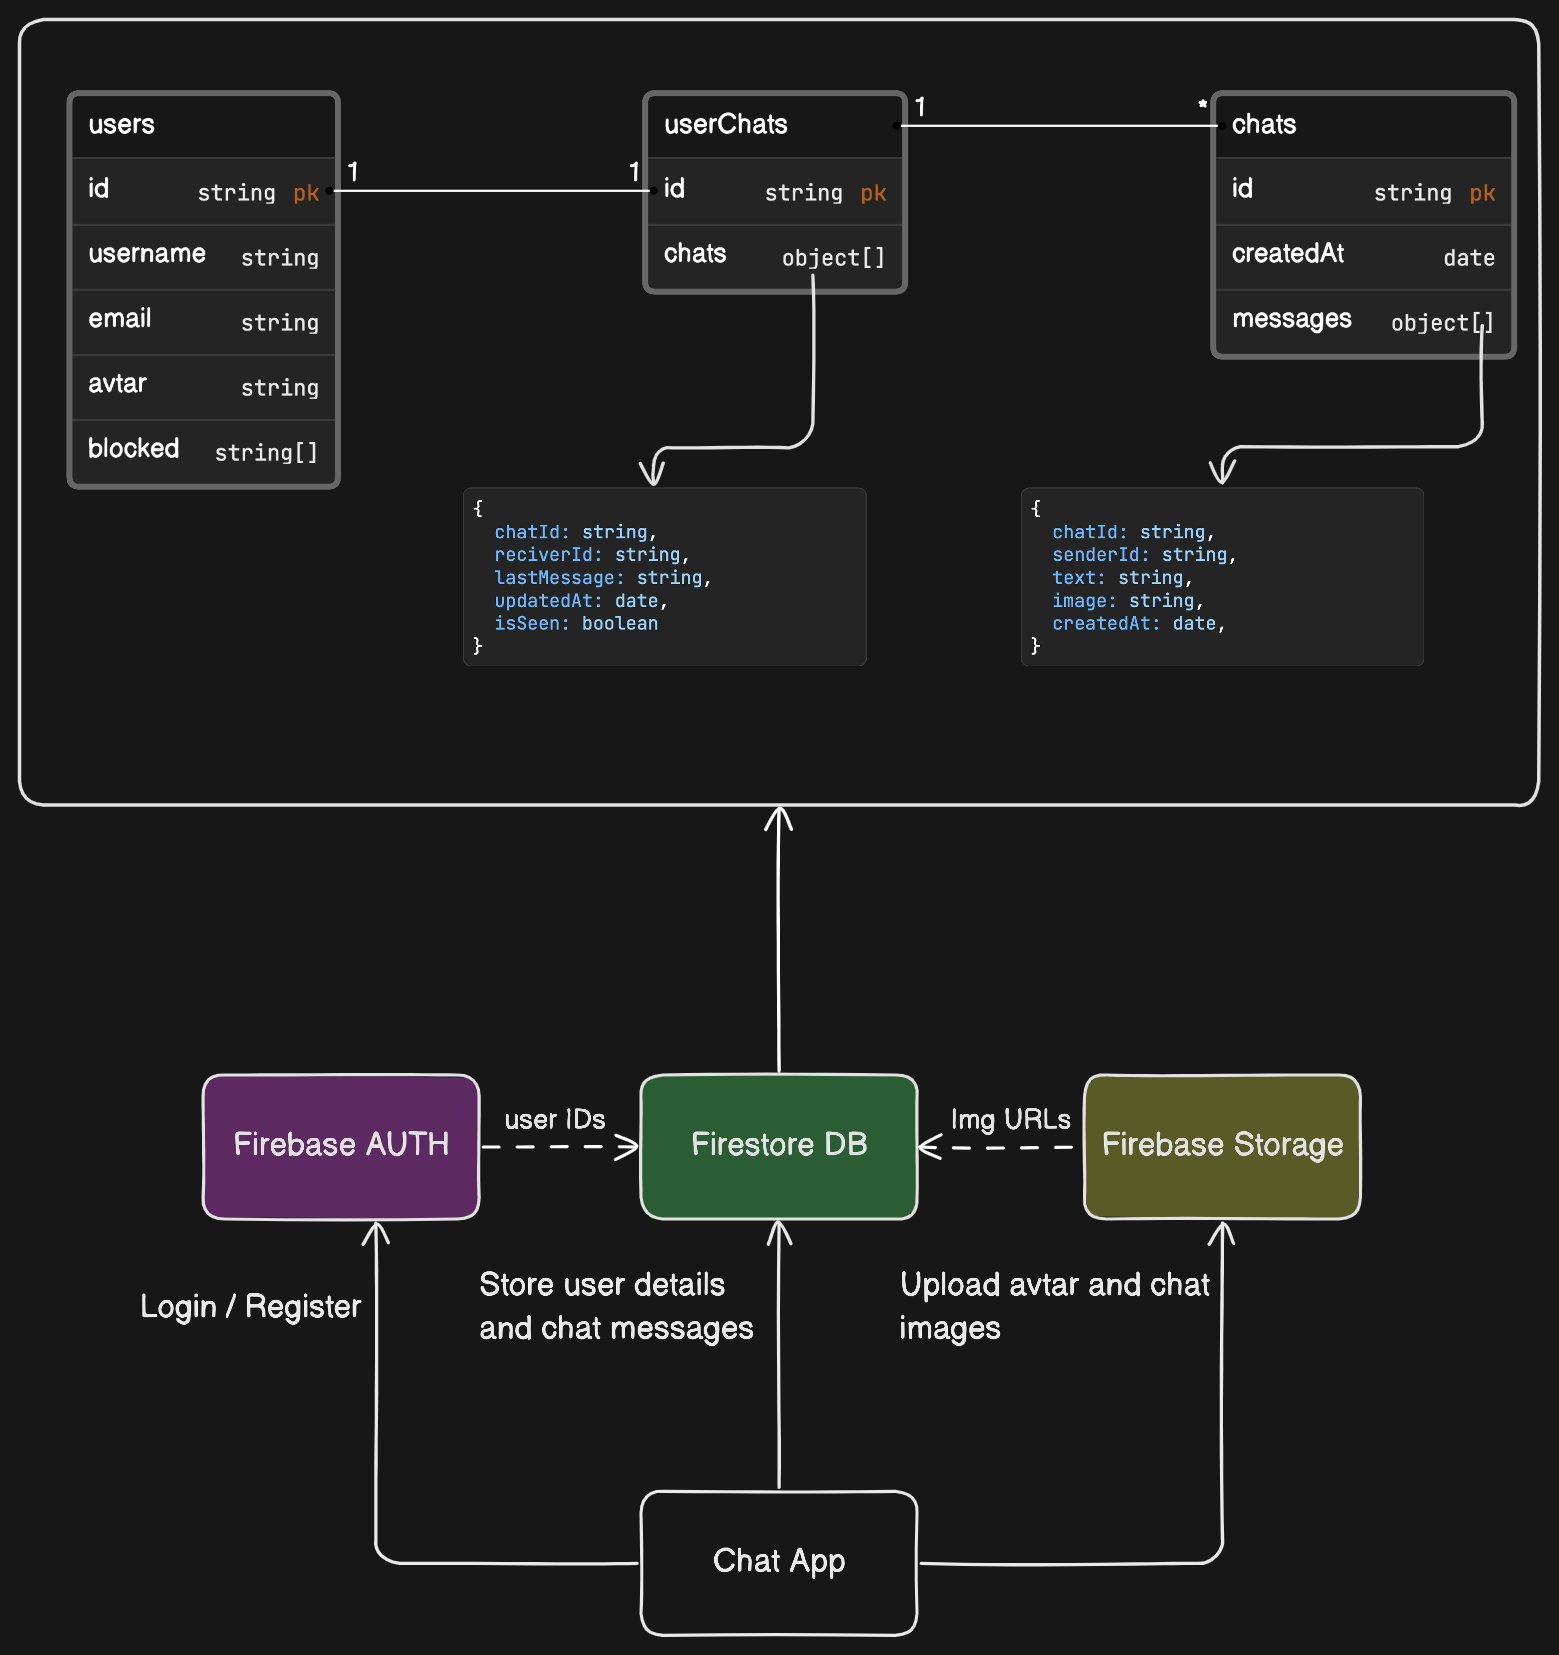 users
id string pk
username string
email string
avtar string
blocked string[]
1
1
userChats
id string pk
chats object[]
1
*
chats
id string pk
createdAt date
messages object[]
{
chatId: string,
reciverId: string,
lastMessage: string,
updatedAt: date,
isSeen: boolean
}
{
chatId: string,
senderId: string,
text: string,
image: string,
createdAt: date,
}
Firebase AUTH
user IDs
Firestore DB
Img URLs
Firebase Storage
Login / Register
Store user details
and chat messages
Upload avtar and chat
images
Chat App